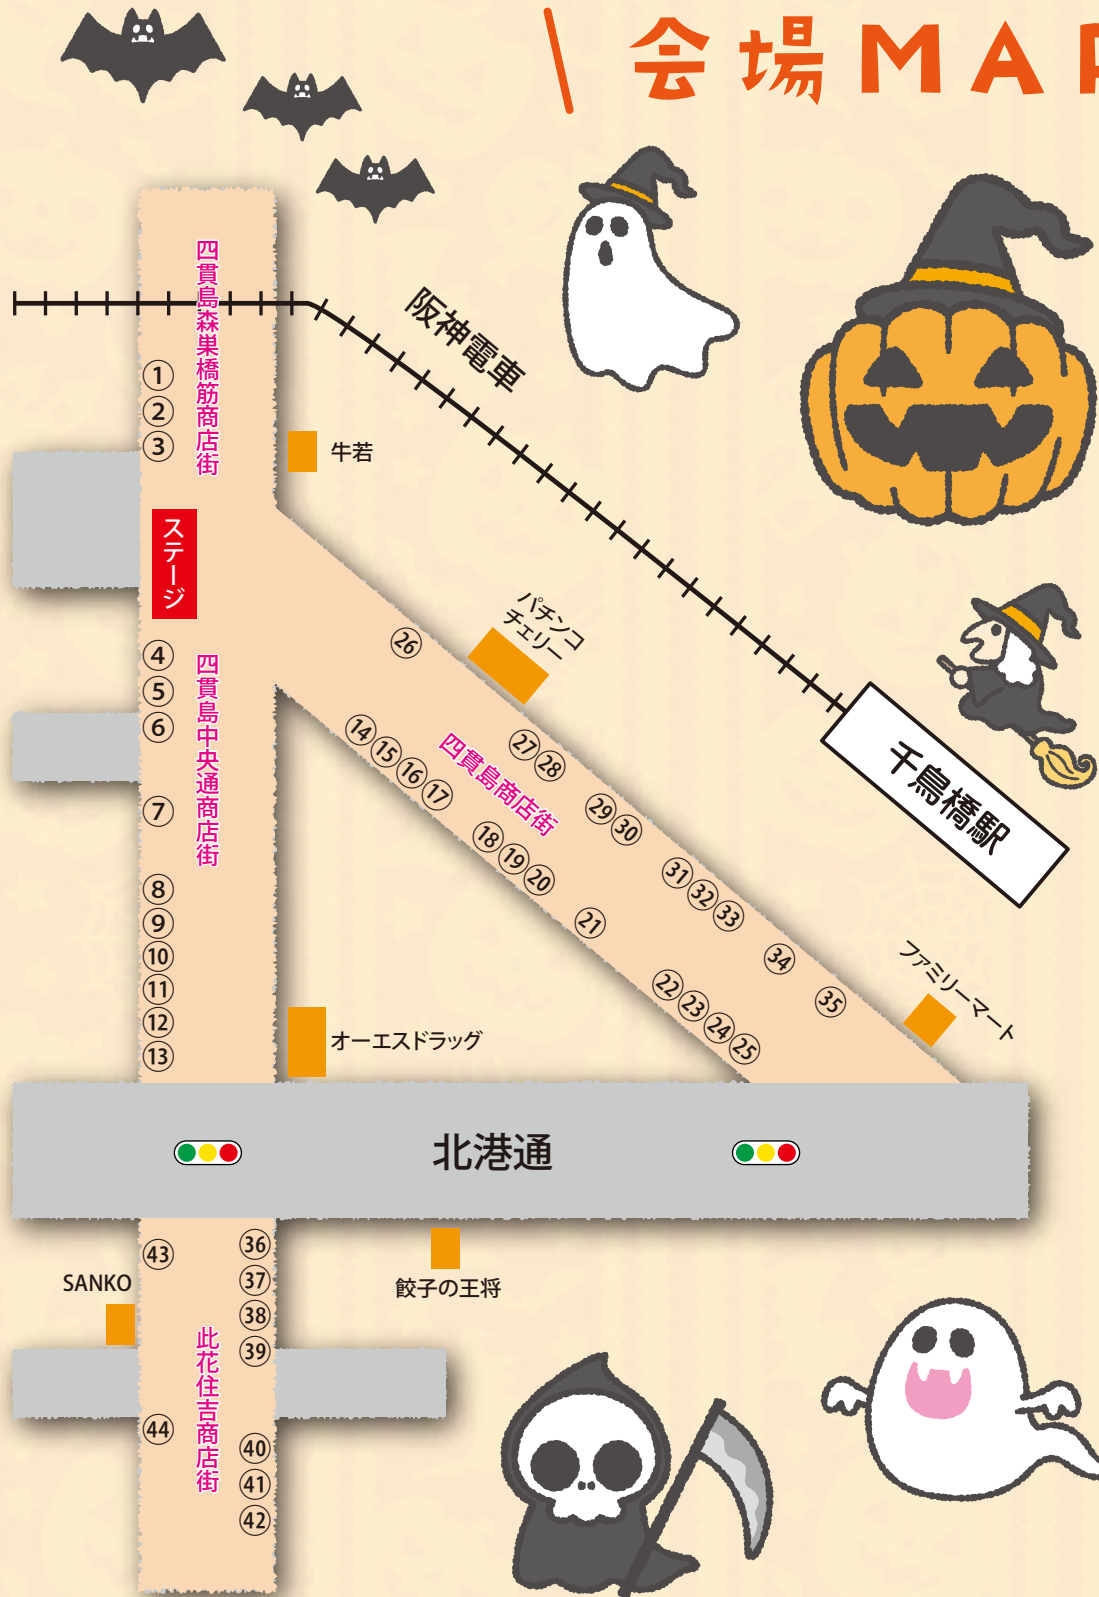 会場MAP
四貫島森巣橋筋商店街
阪神電車
①
②
③
牛若
ステージ
パチンコ
チェリー
㉖
④
⑤
⑥
四貫島中央通商店街
⑦
⑧
⑨
⑩
⑪
⑫
⑬
⑭⑮⑯⑰
四貫島商店街
㉗㉘
㉙㉚
⑱⑲⑳
㉑
㉛㉜㉝
㉞
㉟
㉒㉓㉔㉕
千鳥橋駅
ファミリーマート
オーエスドラッグ
北港通
㊸
㊱
㊲
㊳
㊴
SANKO
餃子の王将
此花住吉商店街
㊹
㊵
㊶
㊷